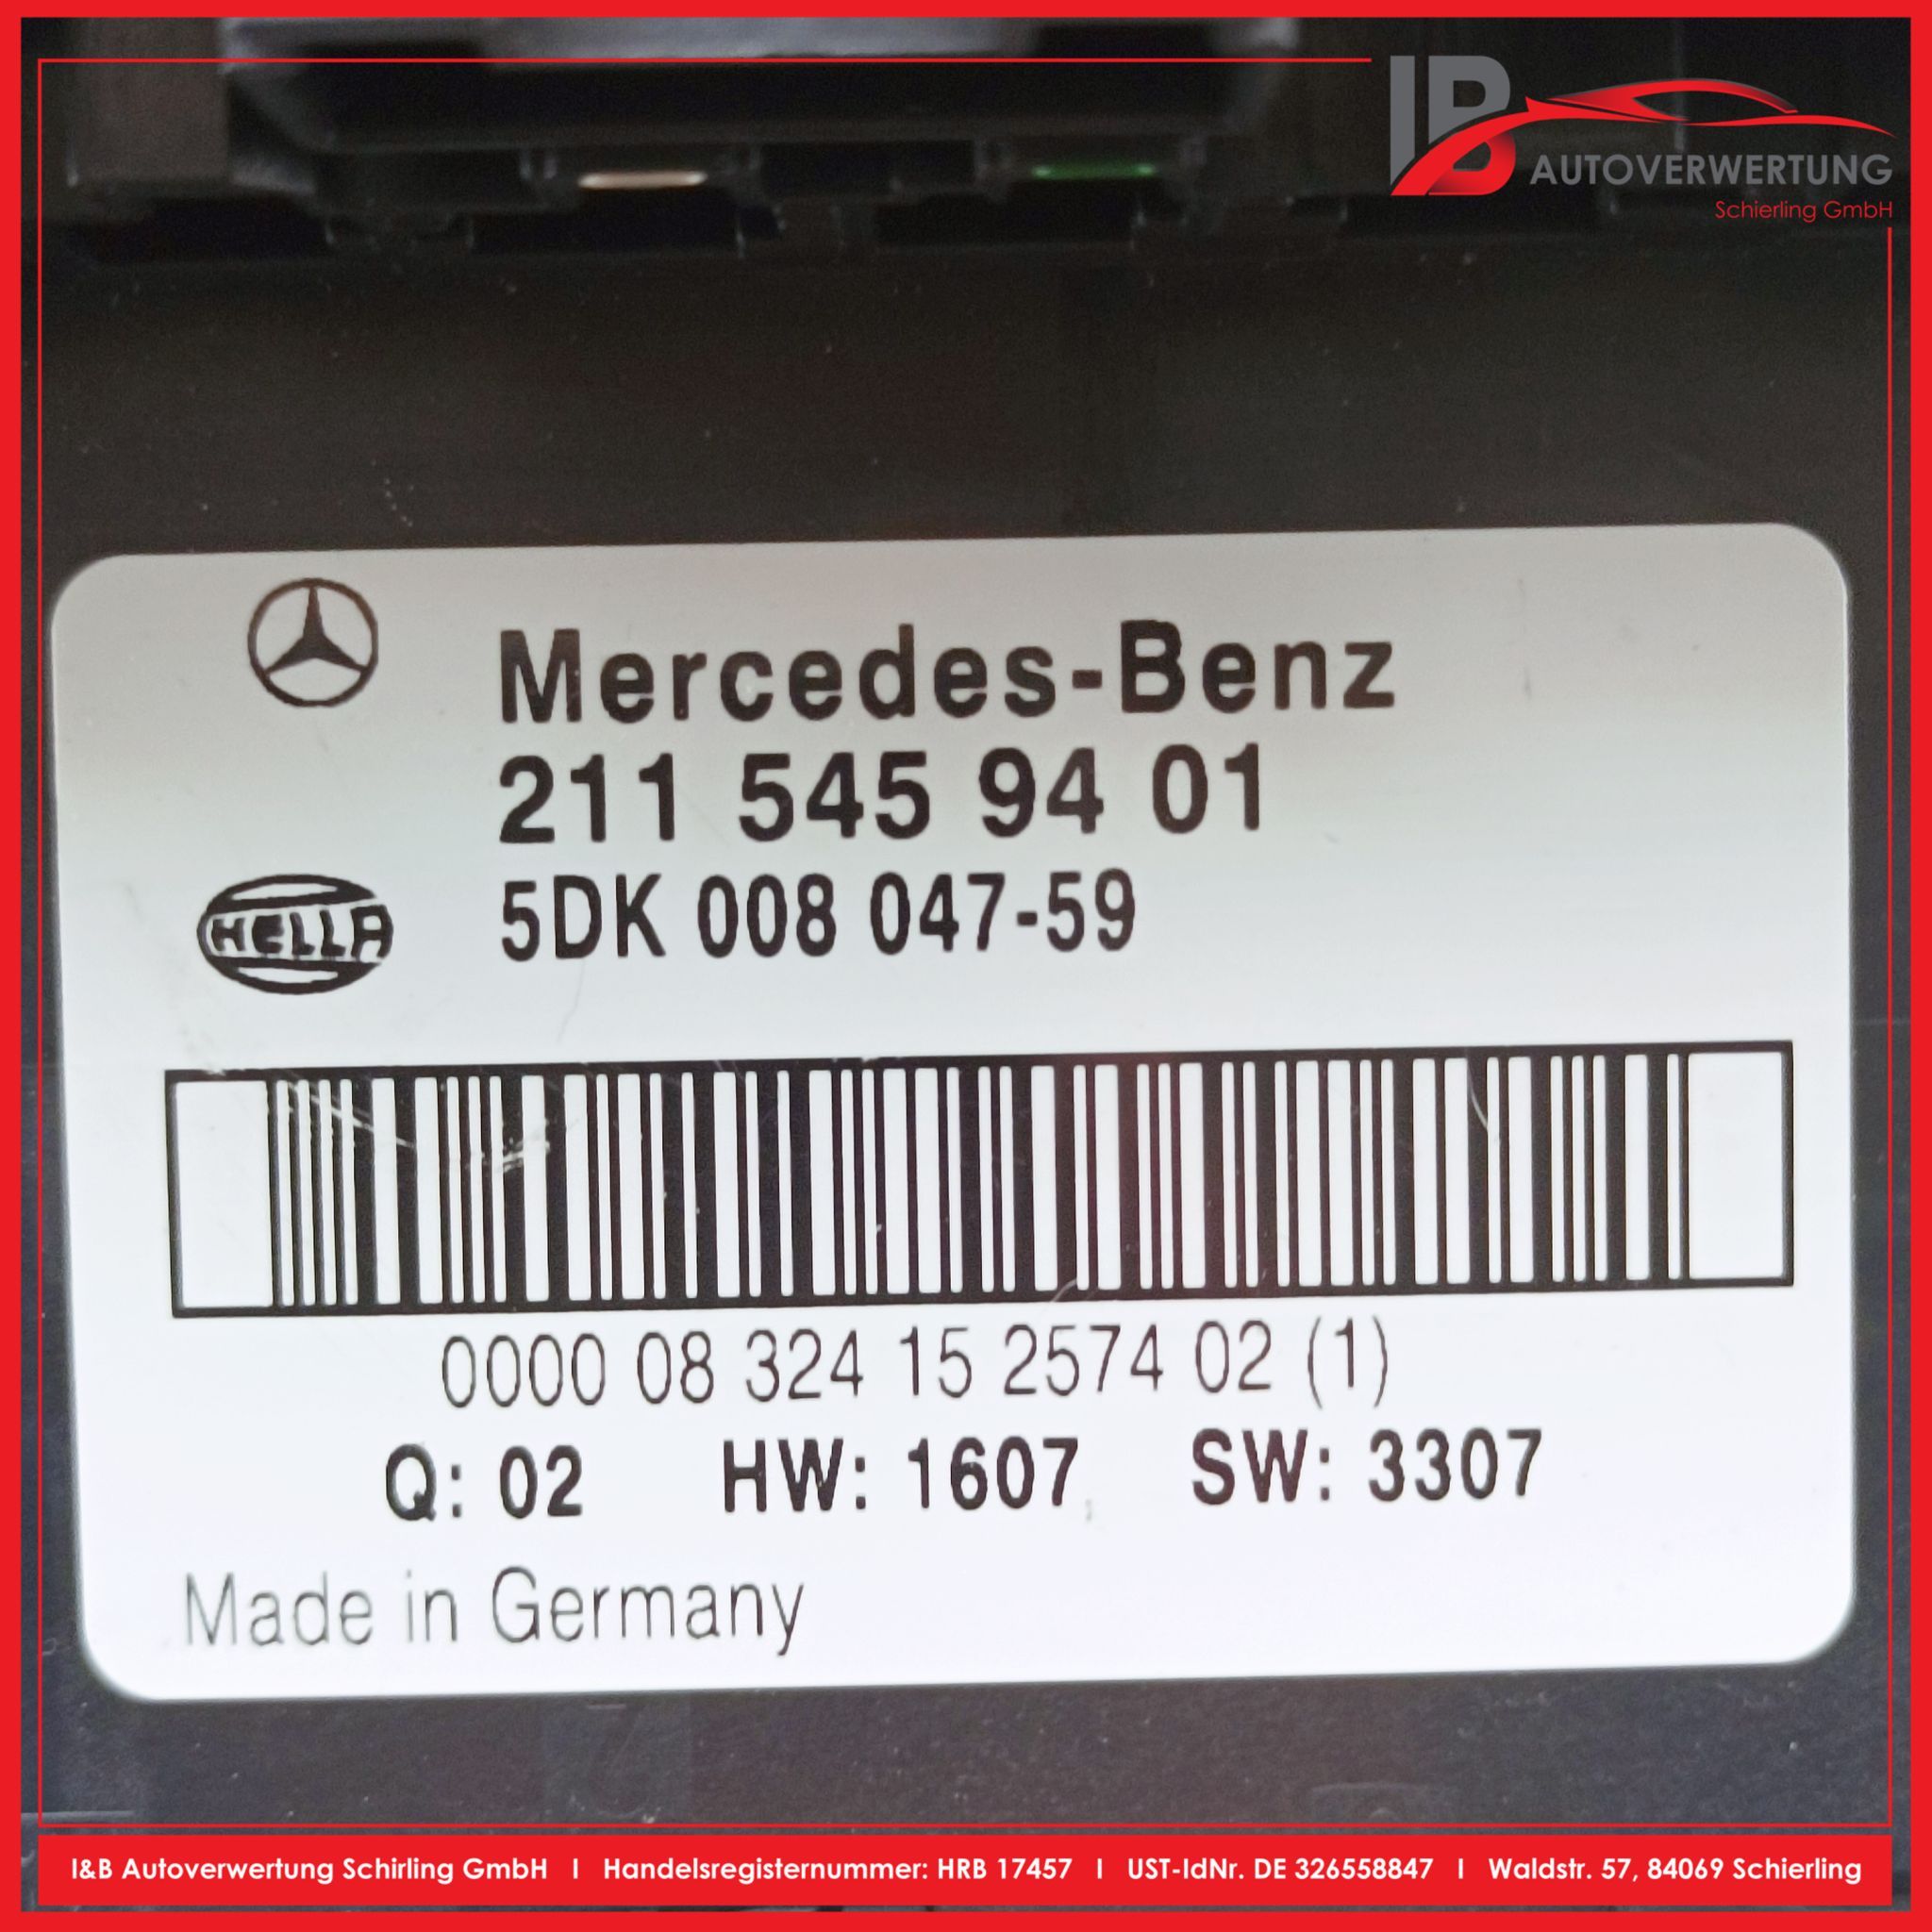 IB
AUTOVERWERTUNG
Schierling GmbH
Mercedes-Benz
211 545 94 01
HELLA
5DK 008 047-59
0000 08 324 15 2574 02 (1)
Q: 02 HW: 1607 SW: 3307
Made in Germany
I&B Autoverwertung Schirling GmbH I Handelsregisternummer: HRB 17457 I UST-IdNr. DE 326558847 I Waldstr. 57, 84069 Schierling